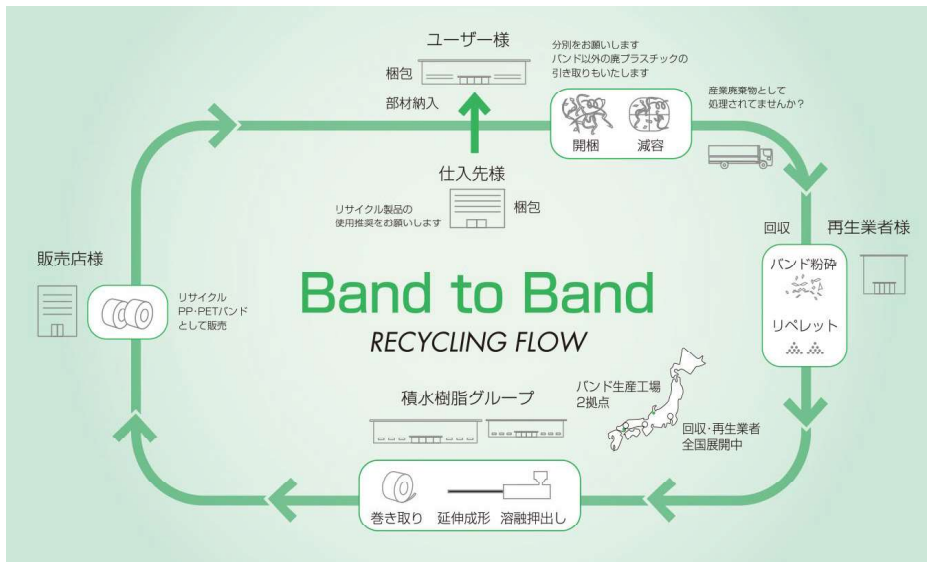 ユーザー様
梱包
部材納入
分別をお願いします
バンド以外の廃プラスチックの
引き取りもいたします
開梱
減容
産業廃棄物として
処理されてませんか？
仕入先様
梱包
リサイクル製品の
使用推奨をお願いします
回収
再生業者様
バンド粉砕
リペレット
販売店様
リサイクル
PP・PETバンド
として販売
Band to Band
RECYCLING FLOW
積水樹脂グループ
バンド生産工場
2拠点
回収・再生業者
全国展開中
巻き取り
延伸成形
溶融押出し